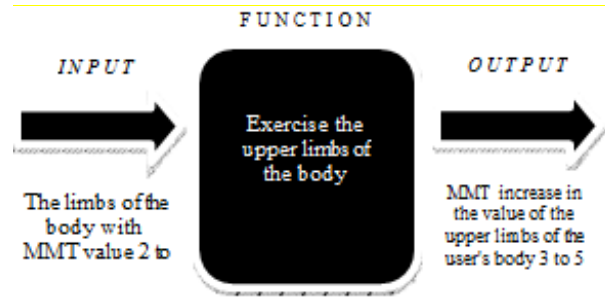 FUNCTION
INPUT
OUTPUT
Exercise the
upper limbs of
the body
The limbs of the
body with
MMT value 2 to
MMT increase in
the value of the
upper limbs of the
user's body 3 to 5